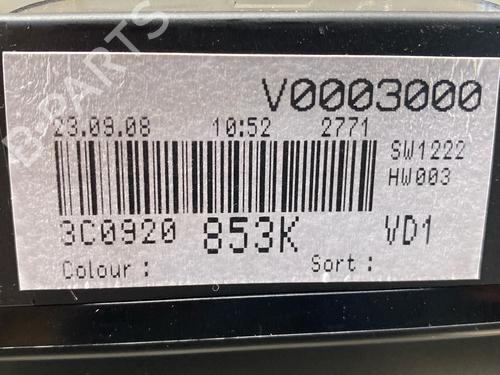 V0003000
23.09.08 10:52 2771
SW1222
HW003
3C0920 853K VD1
Colour : Sort :
B-PARTS